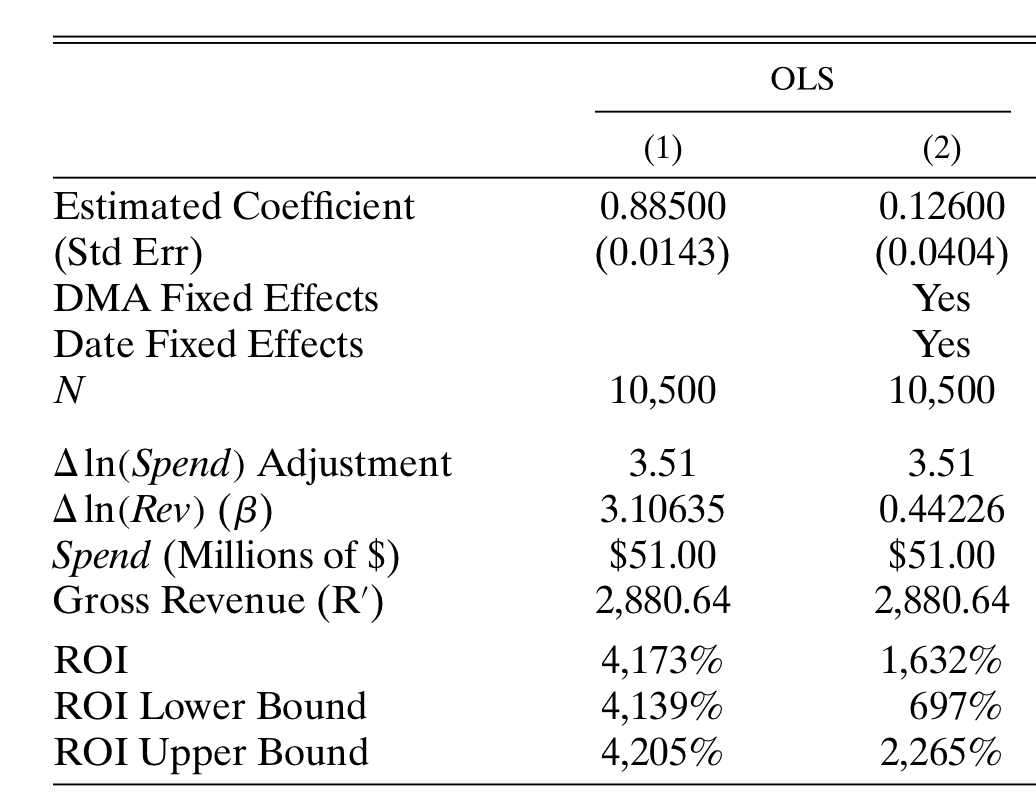 OLS
(1) (2)
Estimated Coefficient 0.88500 0.12600
(Std Err) (0.0143) (0.0404)
DMA Fixed Effects Yes
Date Fixed Effects Yes
N 10,500 10,500
Δ ln(Spend) Adjustment 3.51 3.51
Δ ln(Rev) (β) 3.10635 0.44226
Spend (Millions of $) $51.00 $51.00
Gross Revenue (R′) 2,880.64 2,880.64
ROI 4,173% 1,632%
ROI Lower Bound 4,139% 697%
ROI Upper Bound 4,205% 2,265%